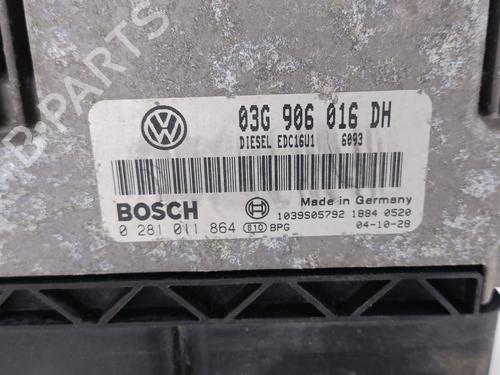 03G 906 016 DH
DIESEL EDC16U1 6093
BOSCH
Made in Germany
1039S05792 1884 0520
0 281 011 864 810 BPG 04-10-28